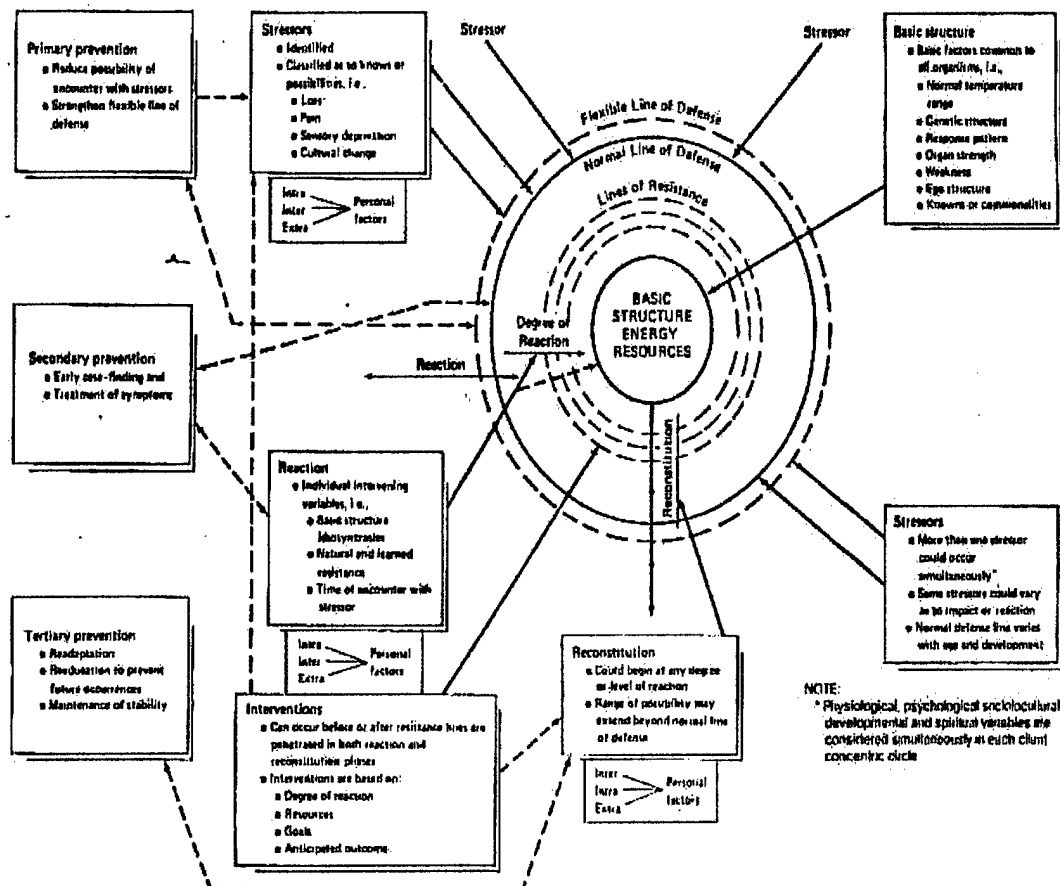 Primary prevention
Reduce possibility of
encounter with stressors
Strengthen flexible line of
defense
Stressors
Identified
Classified as to knows or
possibilities, i.e.,
Loss
Pain
Sensory deprivation
Cultural change
Intra
Inter
Extra
Personal
factors
Stressor
Stressor
Basic structure
Basic factors common to
all organisms, i.e.,
Normal temperature
range
Genetic structure
Response pattern
Organ strength
Weakness
Ego structure
Knowns or commonalities
Flexible Line of Defense
Normal Line of Defense
Lines of Resistance
BASIC
STRUCTURE
ENERGY
RESOURCES
Degree of
Reaction
Reaction
Reconstitution
Secondary prevention
Early case-finding and
Treatment of symptoms
Reaction
Individual intervening
variables, i.e.,
Basic structure
Idiosyncrasies
Natural and learned
resistance
Time of encounter with
stressor
Intra
Inter
Extra
Personal
factors
Stressors
More than one stressor
could occur
simultaneously*
Same stressors could vary
as to impact or reaction
Normal defense line varies
with age and development
Tertiary prevention
Readaptation
Reeducation to prevent
future occurrences
Maintenance of stability
Interventions
Can occur before or after resistance lines are
penetrated in both reaction and
reconstitution phases
Interventions are based on:
Degree of reaction
Resources
Goals
Anticipated outcome
Reconstitution
Could begin at any degree
or level of reaction
Range of possibility may
extend beyond normal line
of defense
Inter
Intra
Extra
Personal
factors
NOTE:
* Physiological, psychological sociolocultural
developmental and spiritual variables are
considered simultaneously in each client
concentric circle